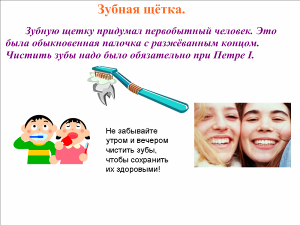 Зубная щётка.
Зубную щетку придумал первобытный человек. Это
была обыкновенная палочка с разжёванным концом.
Чистить зубы надо было обязательно при Петре I.
Не забывайте
утром и вечером
чистить зубы,
чтобы сохранить
их здоровыми!